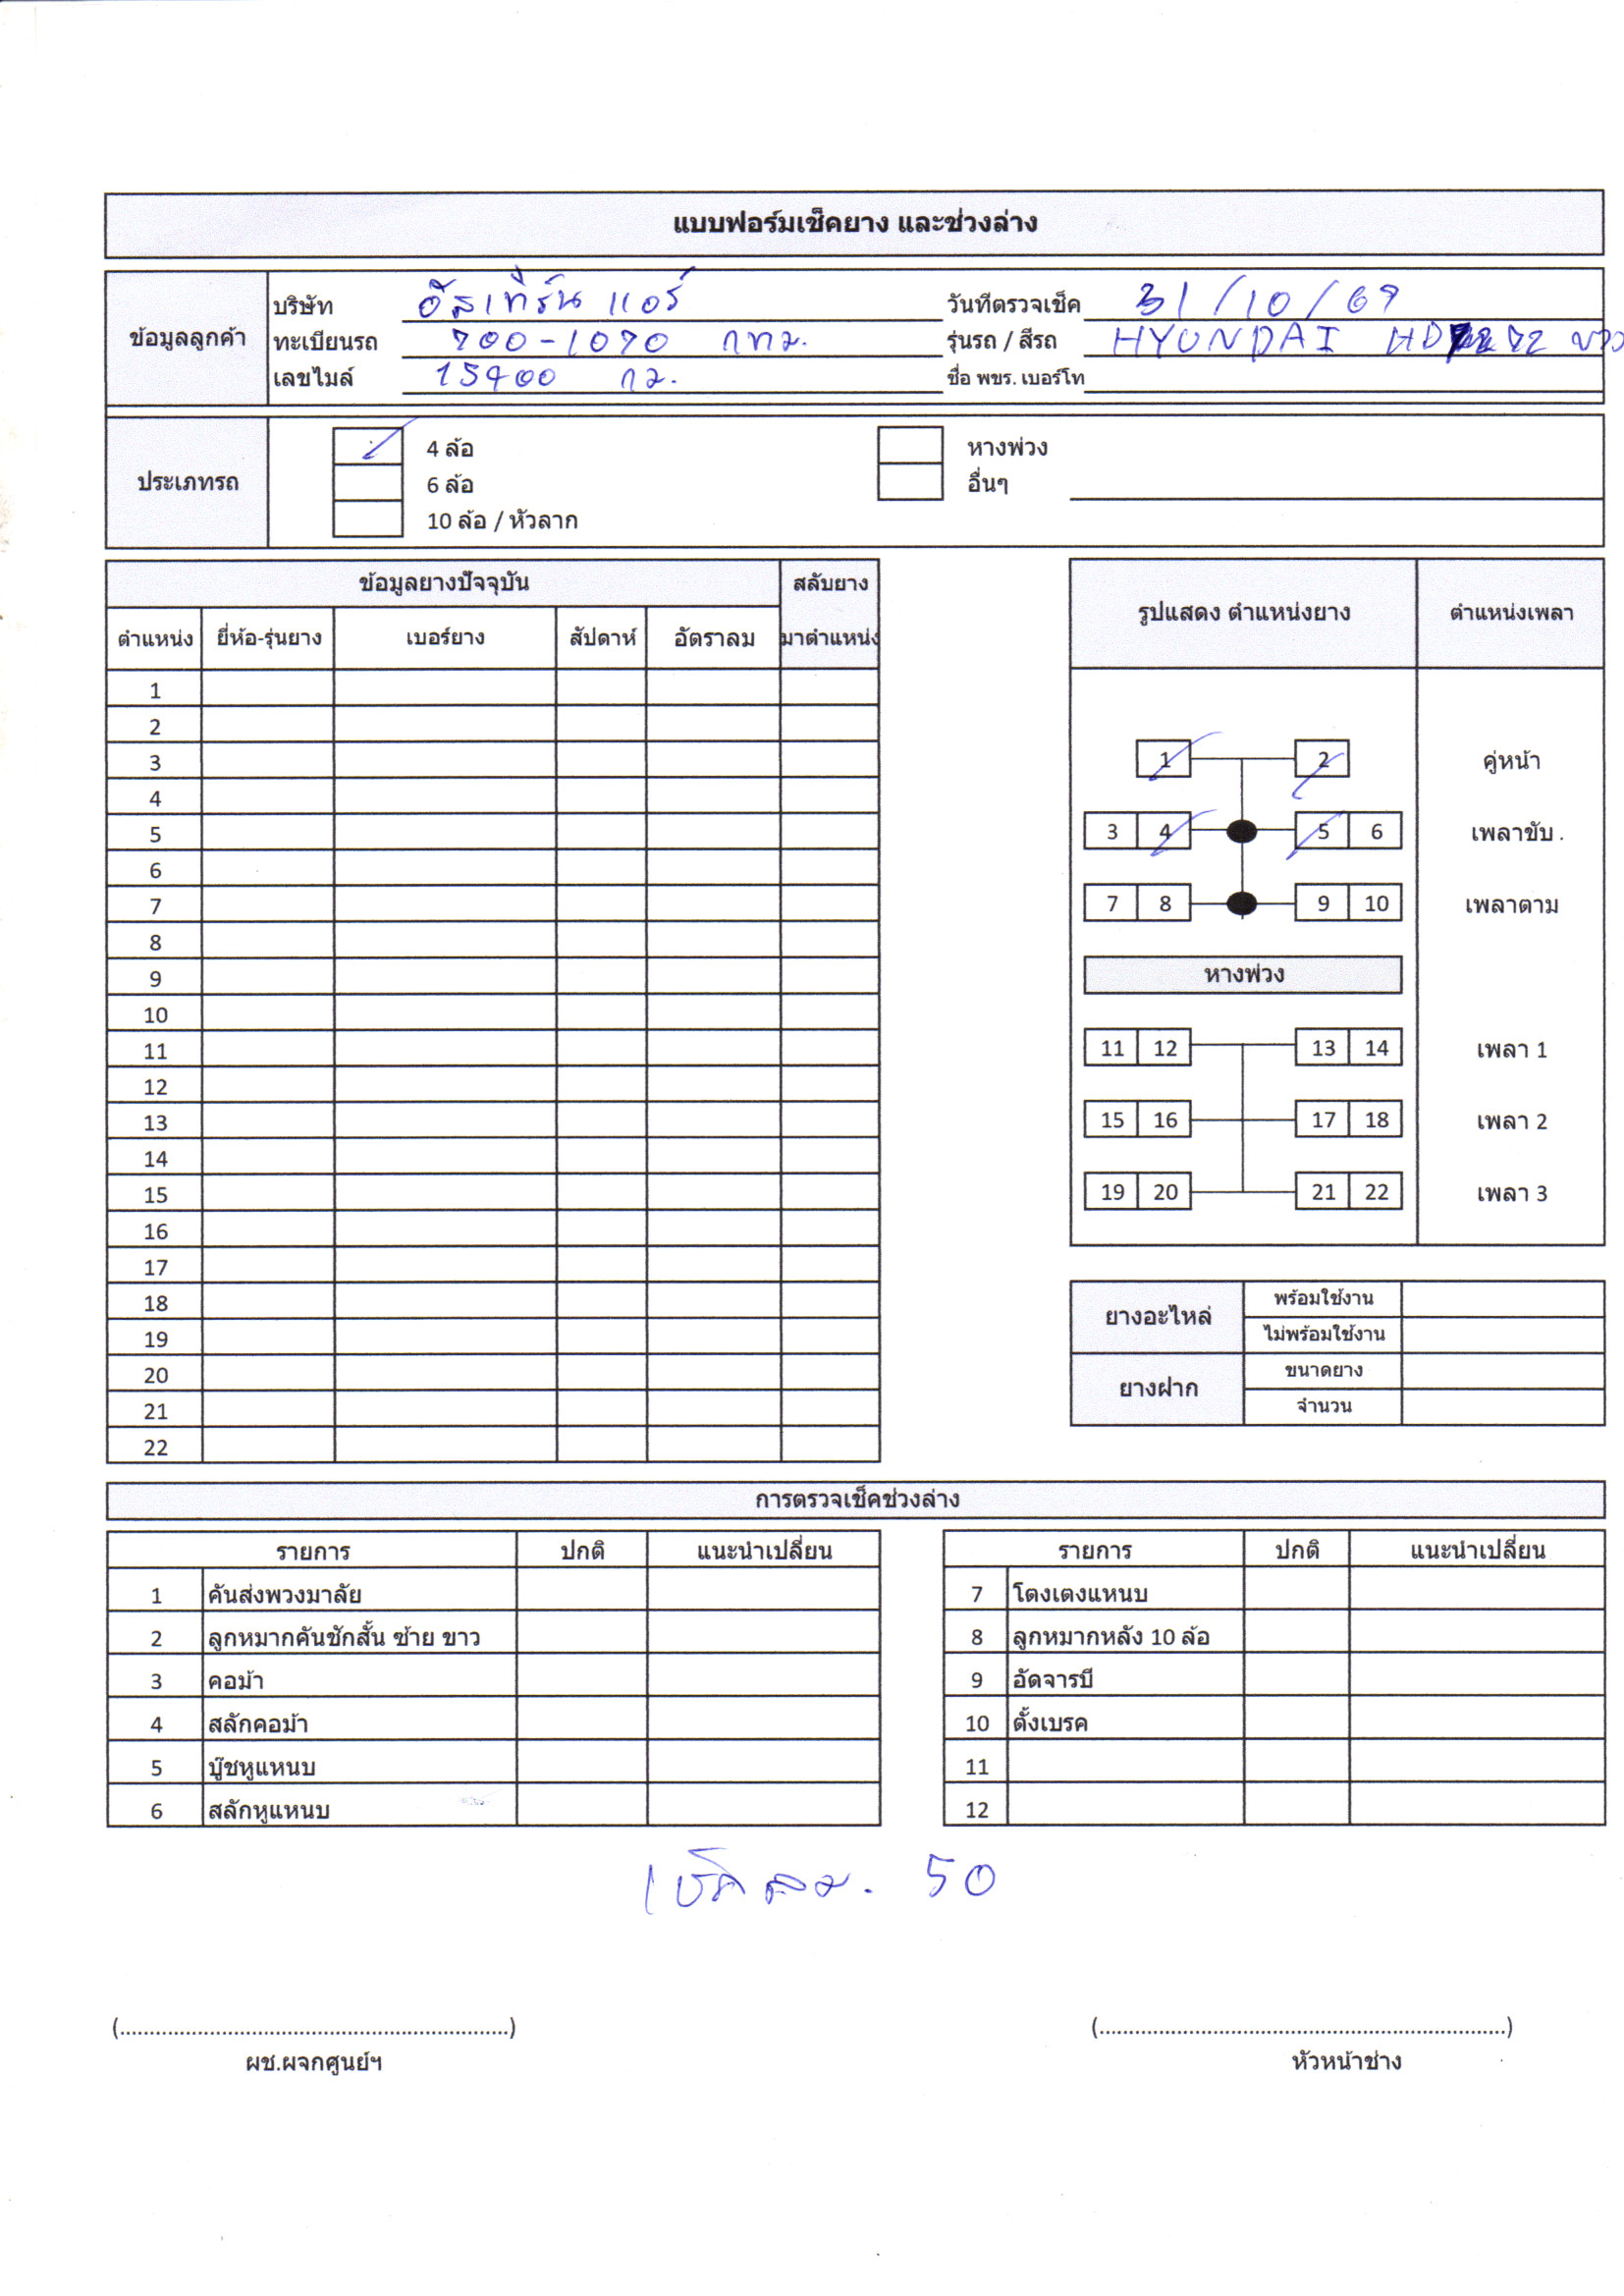 แบบฟอร์มเช็คยาง และช่วงล่าง
ข้อมูลลูกค้า
บริษัท อีสเทิร์น แอร์ วันที่ตรวจเช็ค 31/10/69
ทะเบียนรถ 700-1070 กทม. รุ่นรถ / สีรถ HYUNDAI HD 72
เลขไมล์ 15900 กม. ชื่อ พขร. เบอร์โท
ประเภทรถ
4 ล้อ หางพ่วง
6 ล้อ อื่นๆ
10 ล้อ / หัวลาก
ข้อมูลยางปัจจุบัน สลับยาง
ตำแหน่ง ยี่ห้อ-รุ่นยาง เบอร์ยาง สัปดาห์ อัตราลม มาตำแหน่ง
1
2
3
4
5
6
7
8
9
10
11
12
13
14
15
16
17
18
19
20
21
22
รูปแสดง ตำแหน่งยาง ตำแหน่งเพลา
1 2 คู่หน้า
3 4 5 6 เพลาขับ .
7 8 9 10 เพลาตาม
หางพ่วง
11 12 13 14 เพลา 1
15 16 17 18 เพลา 2
19 20 21 22 เพลา 3
ยางอะไหล่ พร้อมใช้งาน
ไม่พร้อมใช้งาน
ยางฝาก ขนาดยาง
จำนวน
การตรวจเช็คช่วงล่าง
รายการ ปกติ แนะนำเปลี่ยน รายการ ปกติ แนะนำเปลี่ยน
1 คันส่งพวงมาลัย 7 โตงเตงแหนบ
2 ลูกหมากคันชักสั้น ซ้าย ขาว 8 ลูกหมากหลัง 10 ล้อ
3 คอม้า 9 อัดจารบี
4 สลักคอม้า 10 ตั้งเบรค
5 บู๊ชหูแหนบ 11
6 สลักหูแหนบ 12
เช็คลม. 50
(..................................................................) (......................................................................)
ผช.ผจกศูนย์ฯ หัวหน้าช่าง